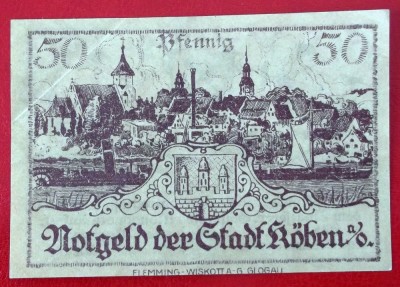 50 Pfennig 50
Notgeld der Stadt Köben a/o.
FLEMMING-WISKOTT A-G. GLOGAU